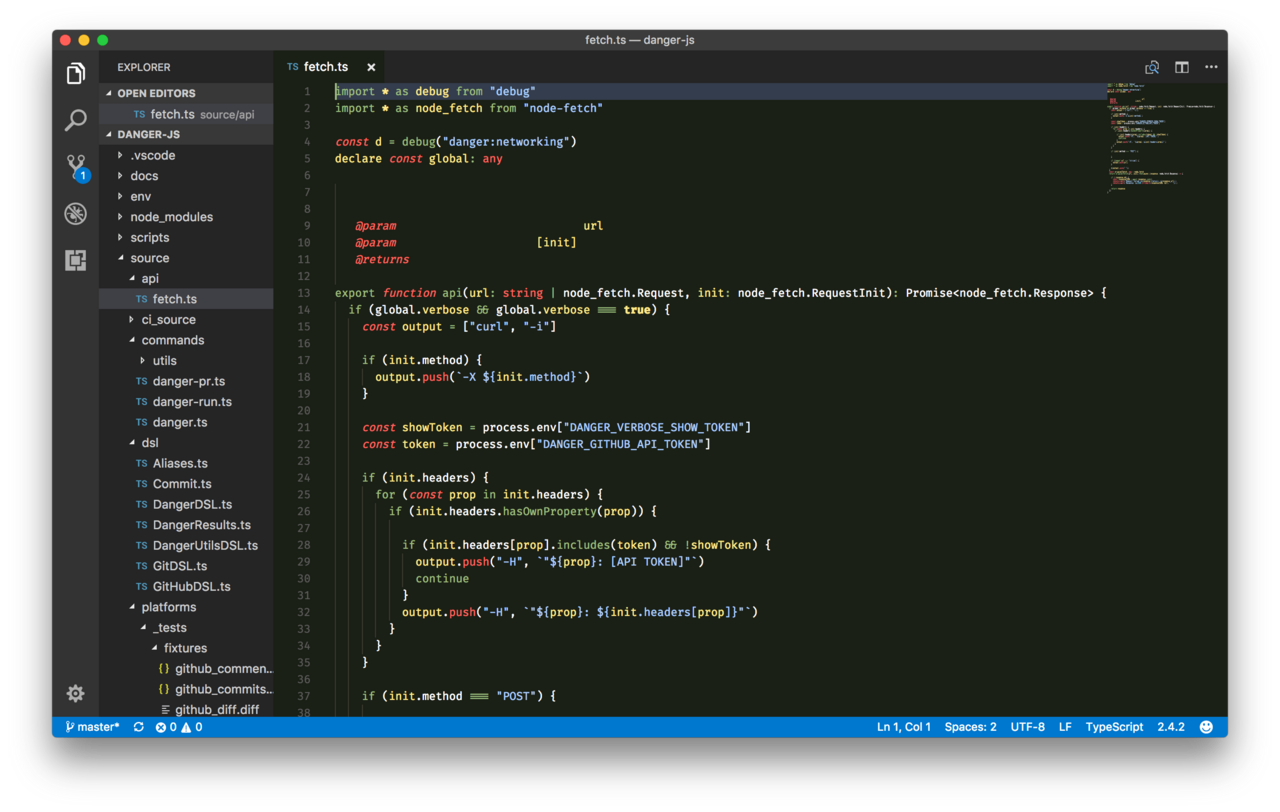 fetch.ts — danger-js
EXPLORER
OPEN EDITORS
TS fetch.ts source/api
DANGER-JS
.vscode
docs
env
node_modules
scripts
source
api
TS fetch.ts
ci_source
commands
utils
TS danger-pr.ts
TS danger-run.ts
TS danger.ts
dsl
TS Aliases.ts
TS Commit.ts
TS DangerDSL.ts
TS DangerResults.ts
TS DangerUtilsDSL.ts
TS GitDSL.ts
TS GitHubDSL.ts
platforms
_tests
fixtures
{} github_commen...
{} github_commits...
github_diff.diff
1
TS fetch.ts ×
1 import * as debug from "debug"
2 import * as node_fetch from "node-fetch"
3
4 const d = debug("danger:networking")
5 declare const global: any
6
7
8
9 @param url
10 @param [init]
11 @returns
12
13 export function api(url: string | node_fetch.Request, init: node_fetch.RequestInit): Promise<node_fetch.Response> {
14 if (global.verbose && global.verbose === true) {
15 const output = ["curl", "-i"]
16
17 if (init.method) {
18 output.push(`-X ${init.method}`)
19 }
20
21 const showToken = process.env["DANGER_VERBOSE_SHOW_TOKEN"]
22 const token = process.env["DANGER_GITHUB_API_TOKEN"]
23
24 if (init.headers) {
25 for (const prop in init.headers) {
26 if (init.headers.hasOwnProperty(prop)) {
27
28 if (init.headers[prop].includes(token) && !showToken) {
29 output.push("-H", `"${prop}: [API TOKEN]"`)
30 continue
31 }
32 output.push("-H", `"${prop}: ${init.headers[prop]}"`)
33 }
34 }
35 }
36
37 if (init.method === "POST") {
38
master* 0 0
Ln 1, Col 1 Spaces: 2 UTF-8 LF TypeScript 2.4.2